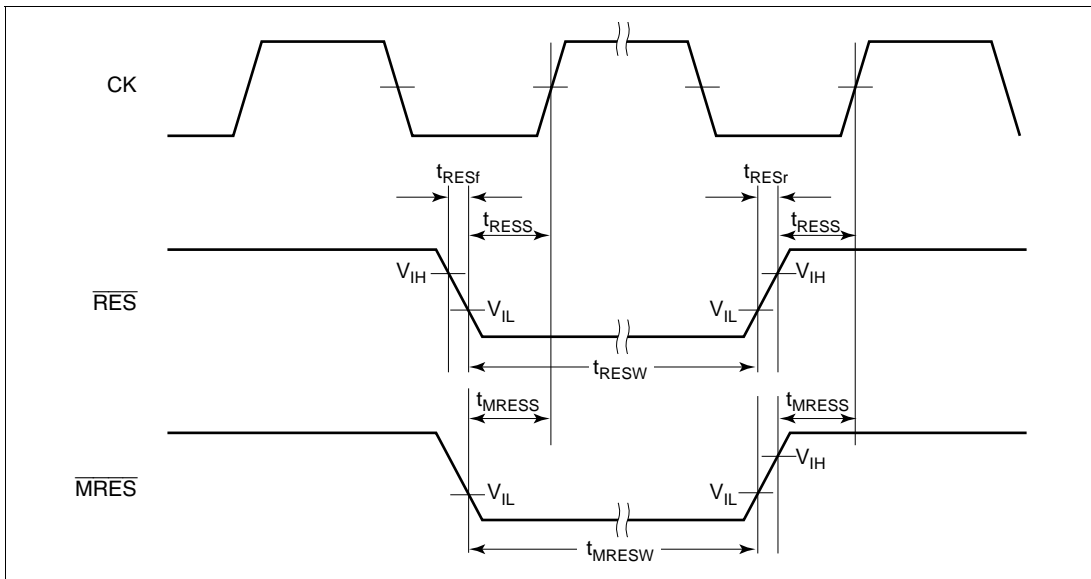 CK
tRESf
tRESr
tRESS
tRESS
VIH
VIH
RES
VIL
VIL
tRESW
tMRESS
tMRESS
VIH
MRES
VIL
VIL
tMRESW